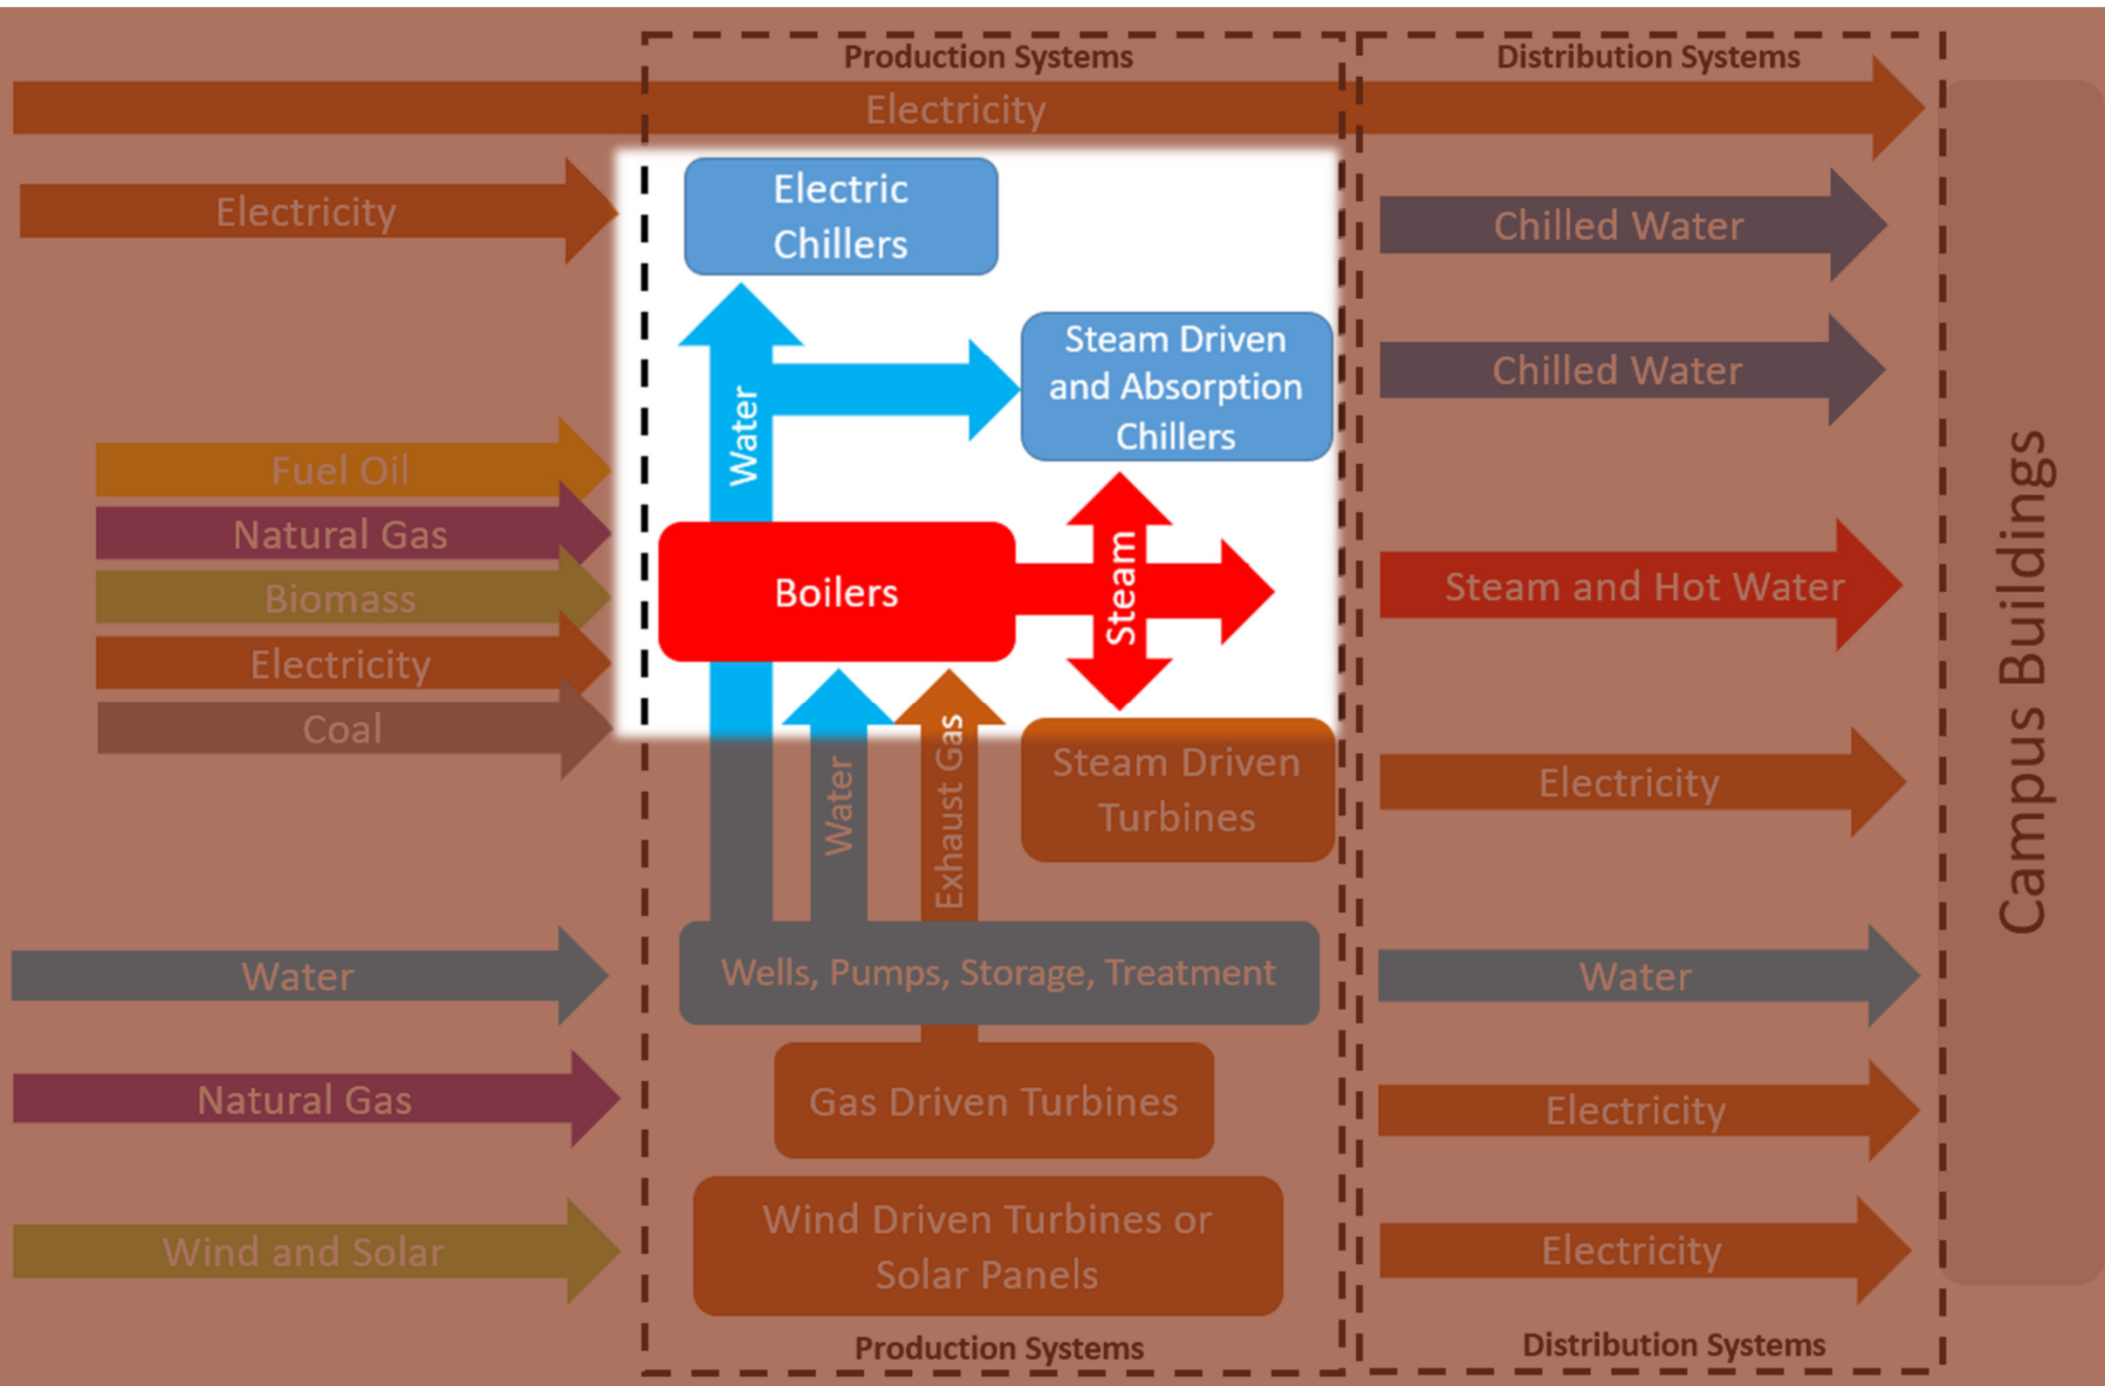 Production Systems
Distribution Systems
Electricity
Electricity
Electric
Chillers
Chilled Water
Steam Driven
and Absorption
Chillers
Chilled Water
Water
Fuel Oil
Natural Gas
Biomass
Electricity
Coal
Boilers
Steam
Steam and Hot Water
Water
Exhaust Gas
Steam Driven
Turbines
Electricity
Water
Wells, Pumps, Storage, Treatment
Water
Natural Gas
Gas Driven Turbines
Electricity
Wind and Solar
Wind Driven Turbines or
Solar Panels
Electricity
Campus Buildings
Production Systems
Distribution Systems